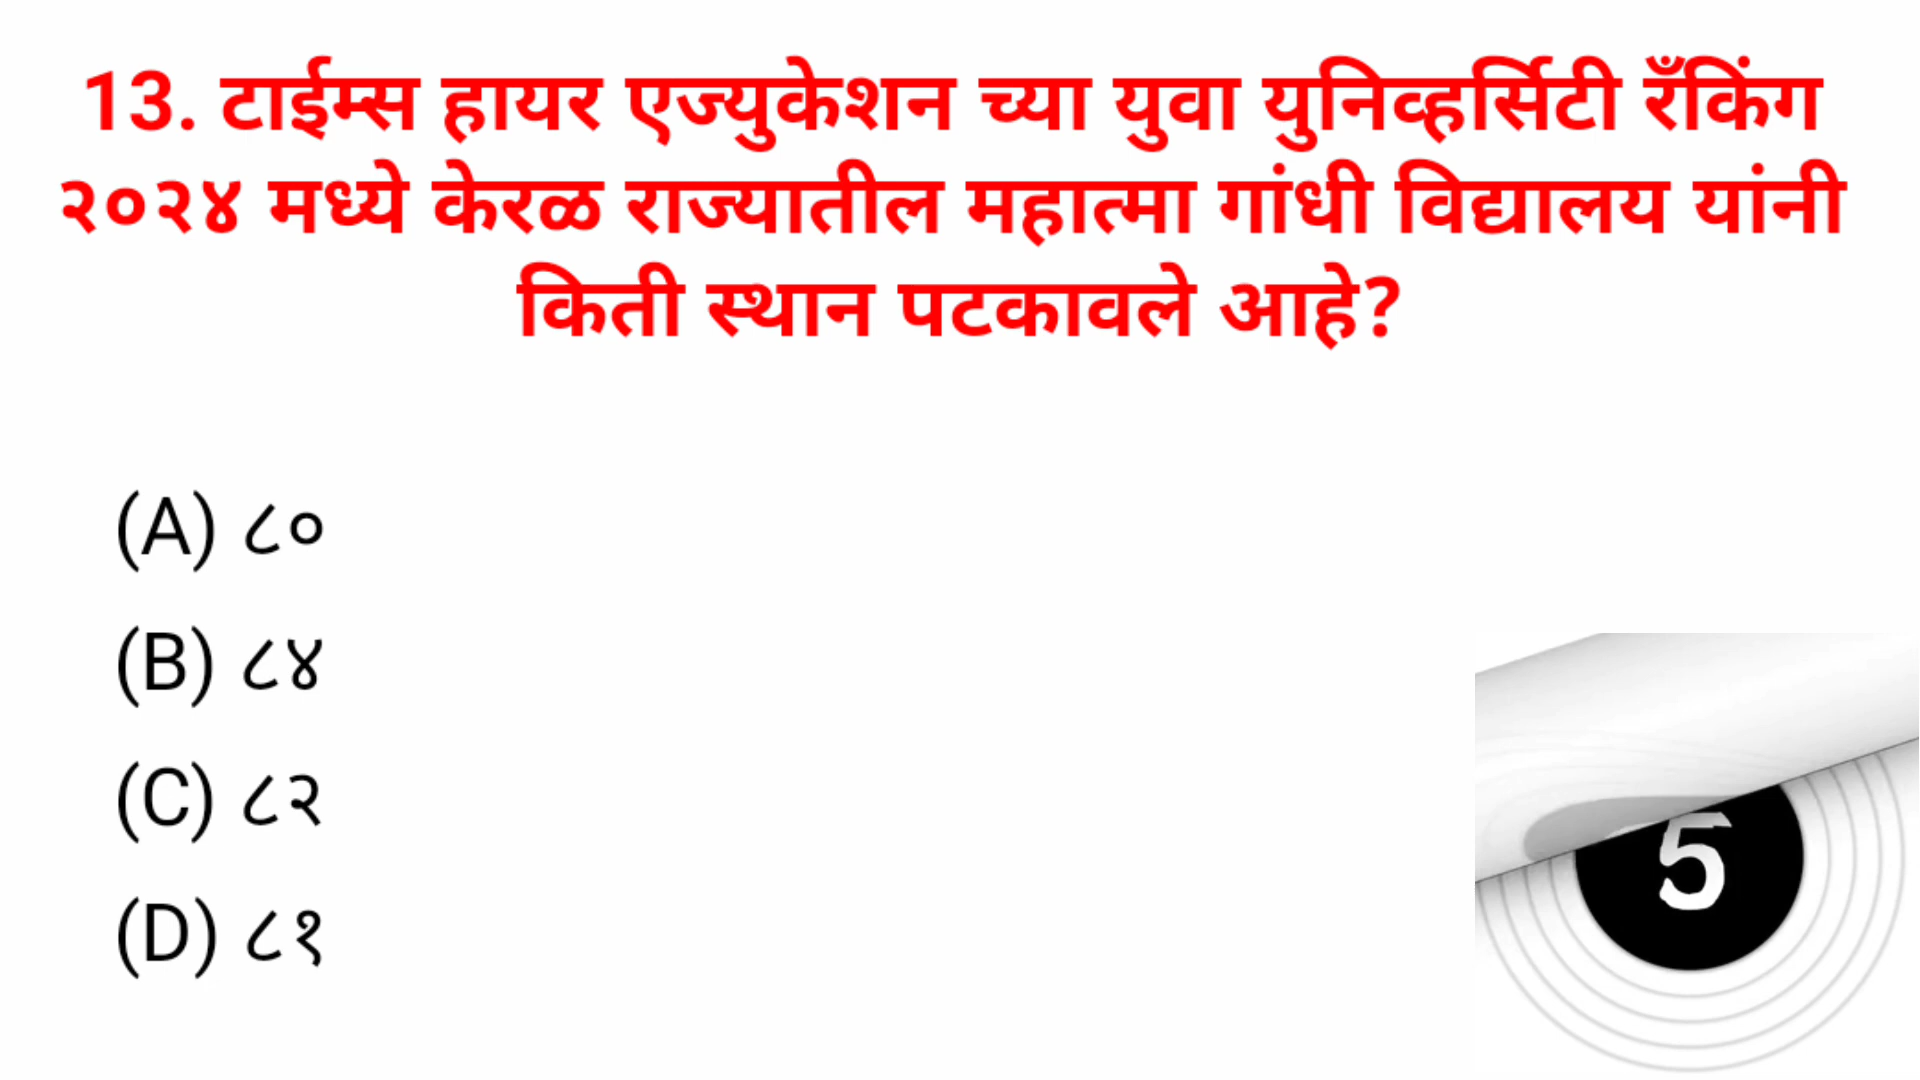 13. टाईम्स हायर एज्युकेशन च्या युवा युनिव्हर्सिटी रँकिंग
२०२४ मध्ये केरळ राज्यातील महात्मा गांधी विद्यालय यांनी
किती स्थान पटकावले आहे?
(A) ८०
(B) ८४
(C) ८२
(D) ८१
5